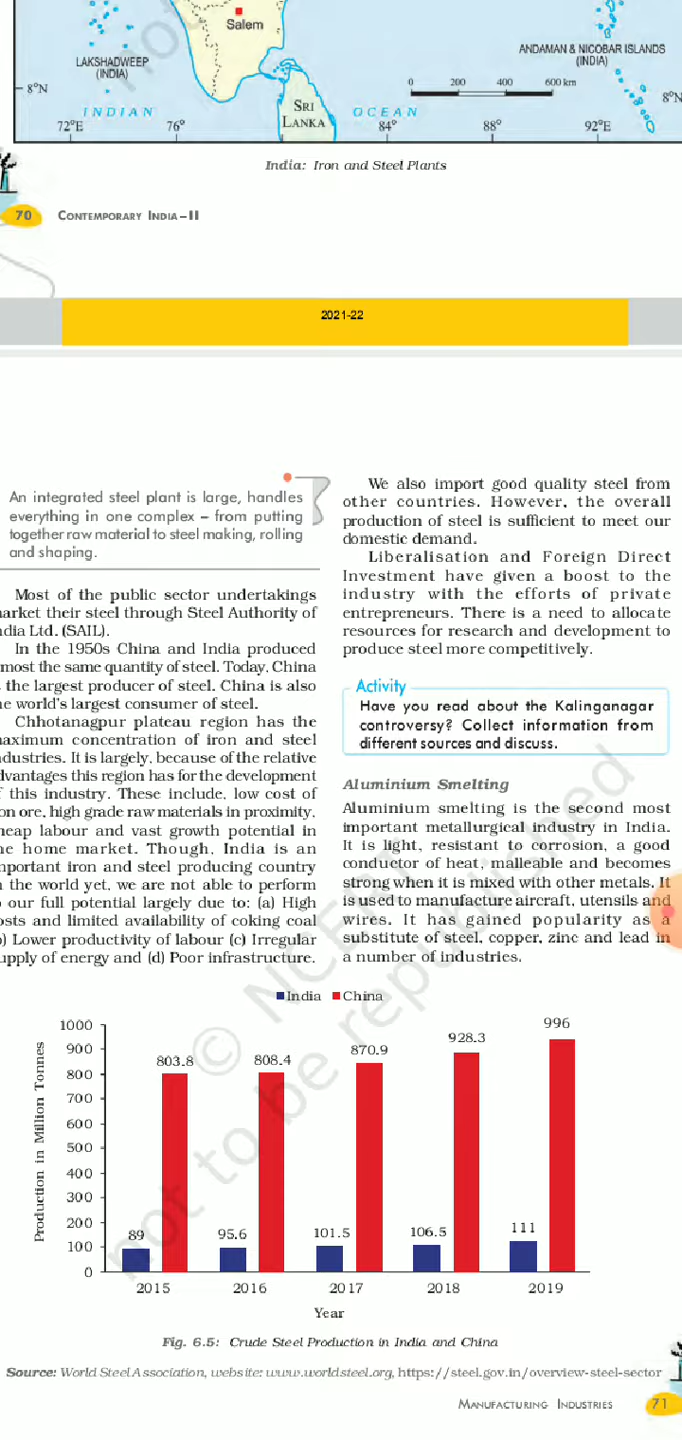 Salem
LAKSHADWEEP
(INDIA)
ANDAMAN & NICOBAR ISLANDS
(INDIA)
0 200 400 600 km
8°N
8°N
INDIAN
SRI
LANKA
OCEAN
72°E 76° 84° 88° 92°E
India: Iron and Steel Plants
70 CONTEMPORARY INDIA–II
2021-22
An integrated steel plant is large, handles
everything in one complex – from putting
together raw material to steel making, rolling
and shaping.
Most of the public sector undertakings
arket their steel through Steel Authority of
dia Ltd. (SAIL).
In the 1950s China and India produced
most the same quantity of steel. Today, China
the largest producer of steel. China is also
e world's largest consumer of steel.
Chhotanagpur plateau region has the
aximum concentration of iron and steel
dustries. It is largely, because of the relative
dvantages this region has for the development
f this industry. These include, low cost of
on ore, high grade raw materials in proximity,
heap labour and vast growth potential in
he home market. Though, India is an
mportant iron and steel producing country
n the world yet, we are not able to perform
o our full potential largely due to: (a) High
osts and limited availability of coking coal
) Lower productivity of labour (c) Irregular
upply of energy and (d) Poor infrastructure.
We also import good quality steel from
other countries. However, the overall
production of steel is sufficient to meet our
domestic demand.
Liberalisation and Foreign Direct
Investment have given a boost to the
industry with the efforts of private
entrepreneurs. There is a need to allocate
resources for research and development to
produce steel more competitively.
Activity
Have you read about the Kalinganagar
controversy? Collect information from
different sources and discuss.
Aluminium Smelting
Aluminium smelting is the second most
important metallurgical industry in India.
It is light, resistant to corrosion, a good
conductor of heat, malleable and becomes
strong when it is mixed with other metals. It
is used to manufacture aircraft, utensils and
wires. It has gained popularity as a
substitute of steel, copper, zinc and lead in
a number of industries.
© NCERT
not to be republished
India China
Production in Million Tonnes
1000
900
800
700
600
500
400
300
200
100
0
803.8
808.4
870.9
928.3
996
89
95.6
101.5
106.5
111
2015 2016 2017 2018 2019
Year
Fig. 6.5: Crude Steel Production in India and China
Source: World Steel Association, website: www.worldsteel.org, https://steel.gov.in/overview-steel-sector
MANUFACTURING INDUSTRIES 71